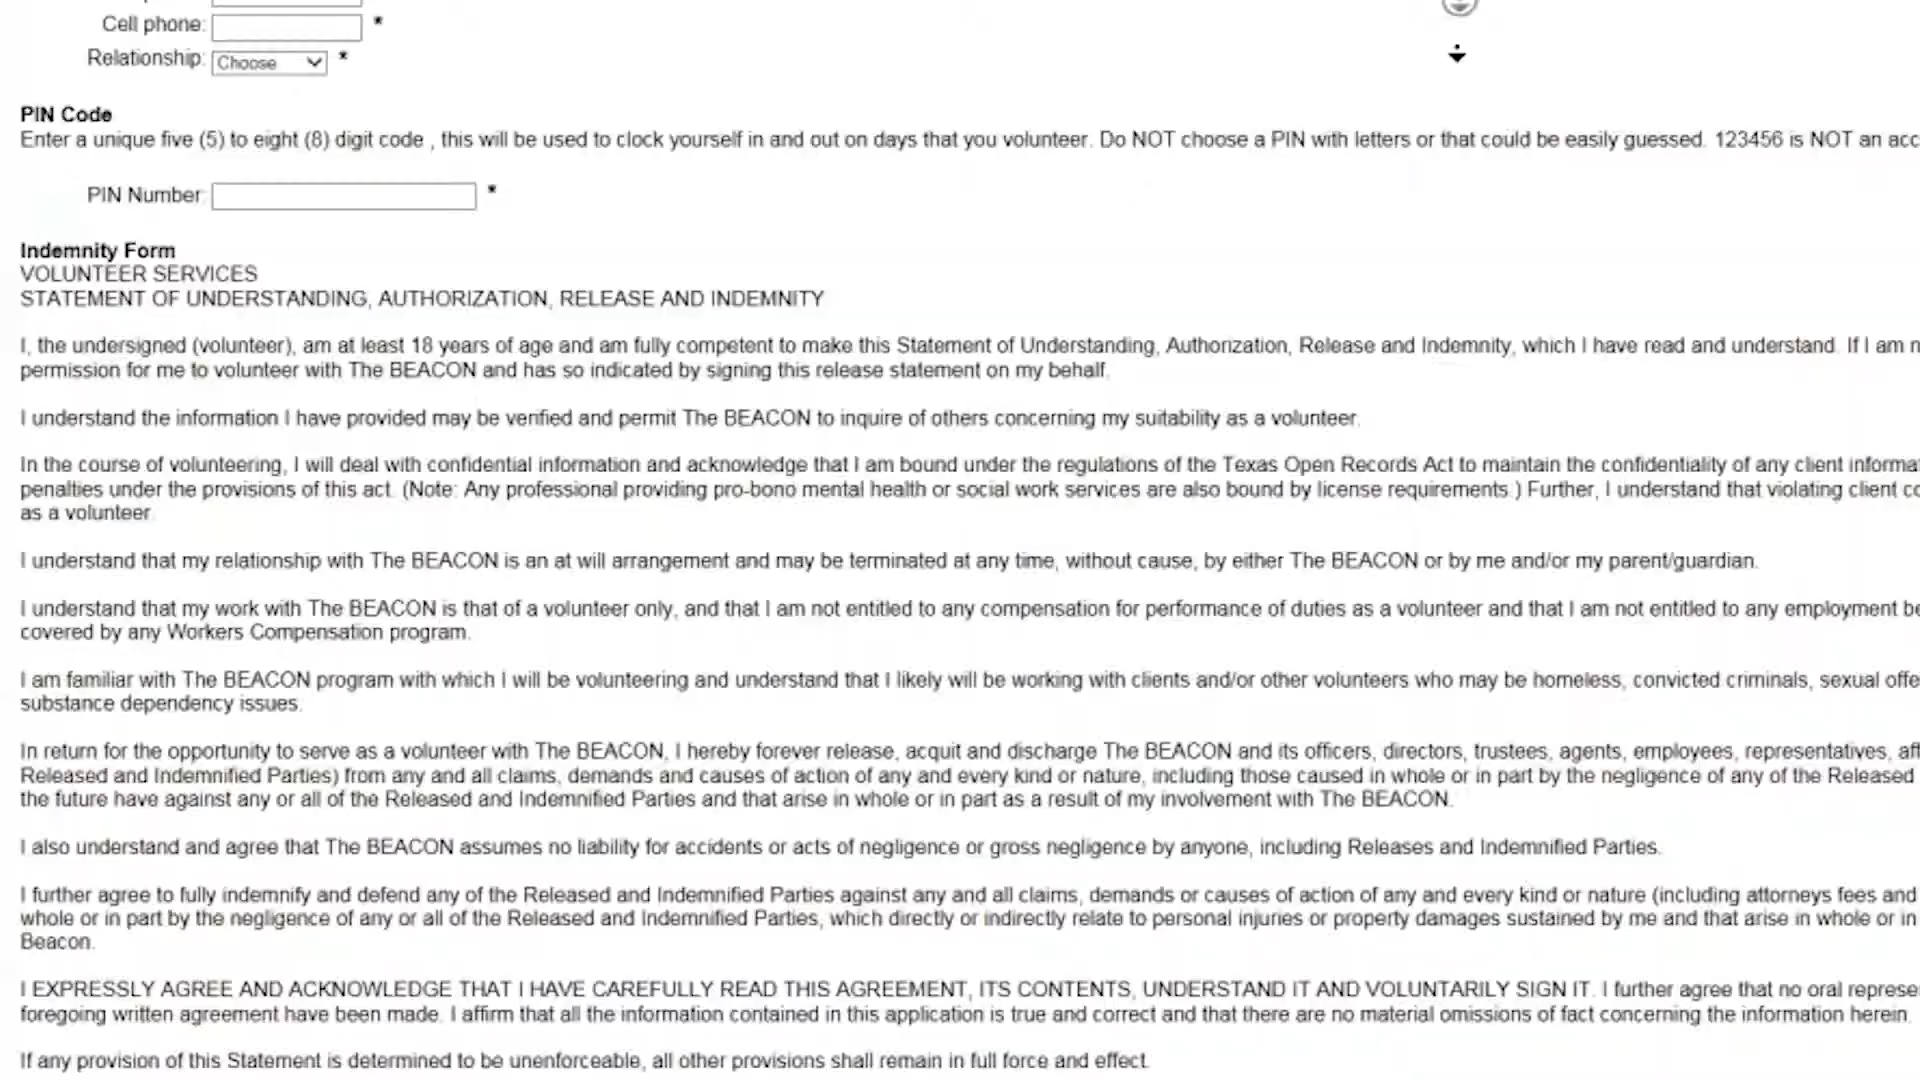 Cell phone: *
Relationship: Choose *
PIN Code
Enter a unique five (5) to eight (8) digit code , this will be used to clock yourself in and out on days that you volunteer. Do NOT choose a PIN with letters or that could be easily guessed. 123456 is NOT an acc
PIN Number: *
Indemnity Form
VOLUNTEER SERVICES
STATEMENT OF UNDERSTANDING, AUTHORIZATION, RELEASE AND INDEMNITY
I, the undersigned (volunteer), am at least 18 years of age and am fully competent to make this Statement of Understanding, Authorization, Release and Indemnity, which I have read and understand. If I am n
permission for me to volunteer with The BEACON and has so indicated by signing this release statement on my behalf.
I understand the information I have provided may be verified and permit The BEACON to inquire of others concerning my suitability as a volunteer.
In the course of volunteering, I will deal with confidential information and acknowledge that I am bound under the regulations of the Texas Open Records Act to maintain the confidentiality of any client informa
penalties under the provisions of this act. (Note: Any professional providing pro-bono mental health or social work services are also bound by license requirements.) Further, I understand that violating client co
as a volunteer.
I understand that my relationship with The BEACON is an at will arrangement and may be terminated at any time, without cause, by either The BEACON or by me and/or my parent/guardian.
I understand that my work with The BEACON is that of a volunteer only, and that I am not entitled to any compensation for performance of duties as a volunteer and that I am not entitled to any employment be
covered by any Workers Compensation program.
I am familiar with The BEACON program with which I will be volunteering and understand that I likely will be working with clients and/or other volunteers who may be homeless, convicted criminals, sexual offe
substance dependency issues.
In return for the opportunity to serve as a volunteer with The BEACON, I hereby forever release, acquit and discharge The BEACON and its officers, directors, trustees, agents, employees, representatives, aff
Released and Indemnified Parties) from any and all claims, demands and causes of action of any and every kind or nature, including those caused in whole or in part by the negligence of any of the Released
the future have against any or all of the Released and Indemnified Parties and that arise in whole or in part as a result of my involvement with The BEACON.
I also understand and agree that The BEACON assumes no liability for accidents or acts of negligence or gross negligence by anyone, including Releases and Indemnified Parties.
I further agree to fully indemnify and defend any of the Released and Indemnified Parties against any and all claims, demands or causes of action of any and every kind or nature (including attorneys fees and
whole or in part by the negligence of any or all of the Released and Indemnified Parties, which directly or indirectly relate to personal injuries or property damages sustained by me and that arise in whole or in
Beacon.
I EXPRESSLY AGREE AND ACKNOWLEDGE THAT I HAVE CAREFULLY READ THIS AGREEMENT, ITS CONTENTS, UNDERSTAND IT AND VOLUNTARILY SIGN IT. I further agree that no oral represe
foregoing written agreement have been made. I affirm that all the information contained in this application is true and correct and that there are no material omissions of fact concerning the information herein.
If any provision of this Statement is determined to be unenforceable, all other provisions shall remain in full force and effect.